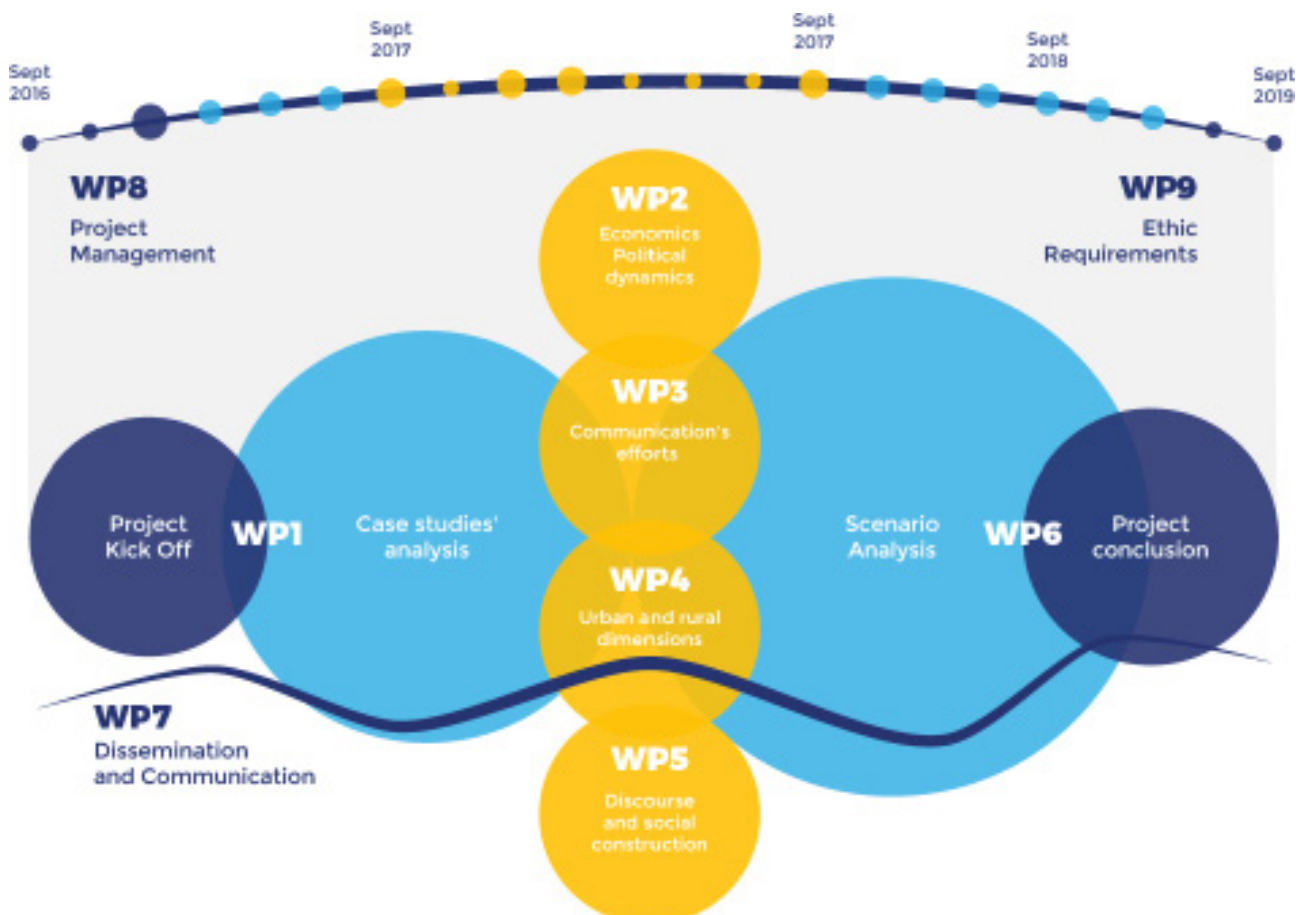 Sept
2016
Sept
2017
Sept
2017
Sept
2018
Sept
2019
WP8
Project
Management
WP2
Economics
Political
dynamics
WP9
Ethic
Requirements
WP3
Communication's
efforts
Project
Kick Off
WP1
Case studies'
analysis
Scenario
Analysis
WP6
Project
conclusion
WP4
Urban and rural
dimensions
WP7
Dissemination
and Communication
WP5
Discourse
and social
construction